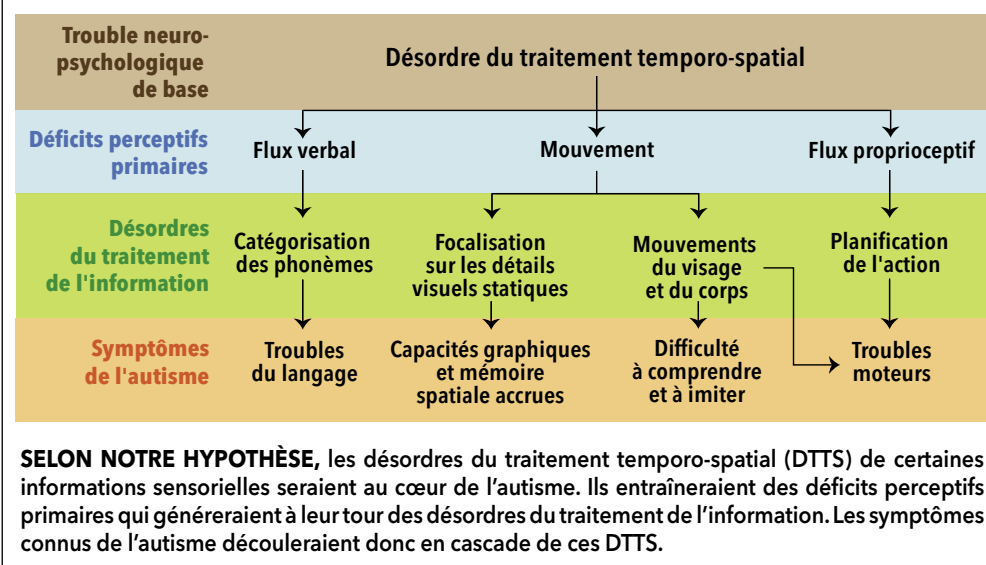 Trouble neuro-
psychologique
de base
Désordre du traitement temporo-spatial
Déficits perceptifs
primaires
Flux verbal
Mouvement
Flux proprioceptif
Désordres
du traitement
de l'information
Catégorisation
des phonèmes
Focalisation
sur les détails
visuels statiques
Mouvements
du visage
et du corps
Planification
de l'action
Symptômes
de l'autisme
Troubles
du langage
Capacités graphiques
et mémoire
spatiale accrues
Difficulté
à comprendre
et à imiter
Troubles
moteurs
SELON NOTRE HYPOTHÈSE, les désordres du traitement temporo-spatial (DTTS) de certaines
informations sensorielles seraient au cœur de l'autisme. Ils entraîneraient des déficits perceptifs
primaires qui généreraient à leur tour des désordres du traitement de l'information. Les symptômes
connus de l'autisme découleraient donc en cascade de ces DTTS.